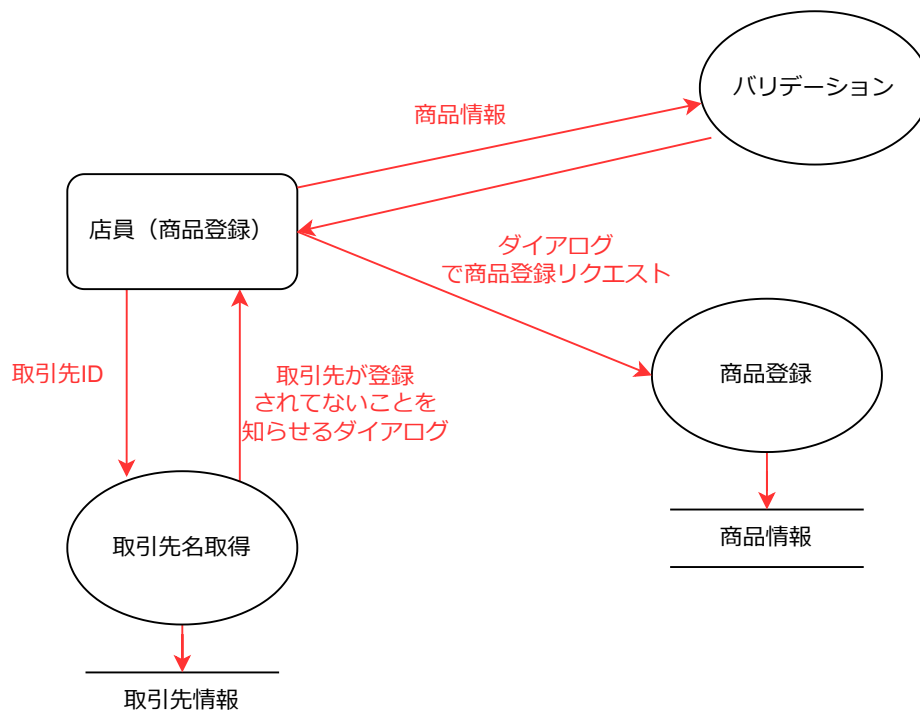 バリデーション
商品情報
店員（商品登録）
ダイアログ
で商品登録リクエスト
取引先ID
取引先が登録
されてないことを
知らせるダイアログ
商品登録
取引先名取得
商品情報
取引先情報